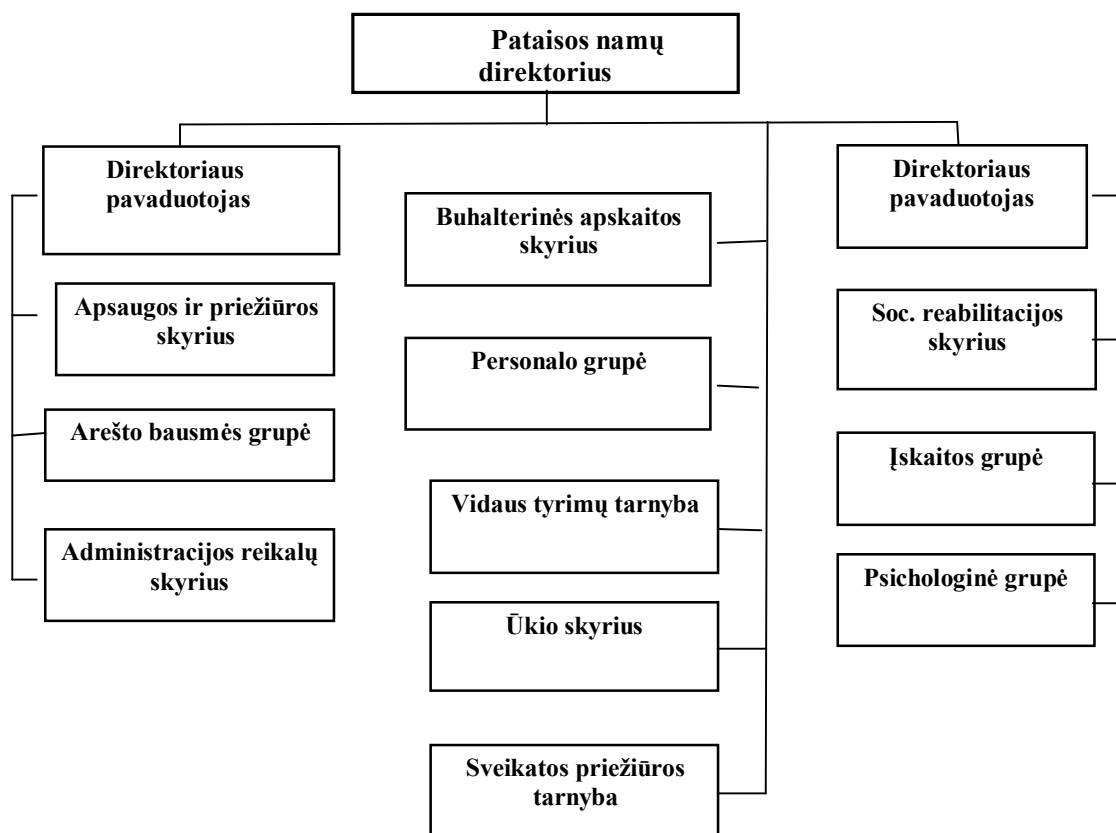 Pataisos namų
direktorius
Direktoriaus
pavaduotojas
Apsaugos ir priežiūros
skyrius
Arešto bausmės grupė
Administracijos reikalų
skyrius
Buhalterinės apskaitos
skyrius
Personalo grupė
Vidaus tyrimų tarnyba
Ūkio skyrius
Sveikatos priežiūros
tarnyba
Direktoriaus
pavaduotojas
Soc. reabilitacijos
skyrius
Įskaitos grupė
Psichologinė grupė